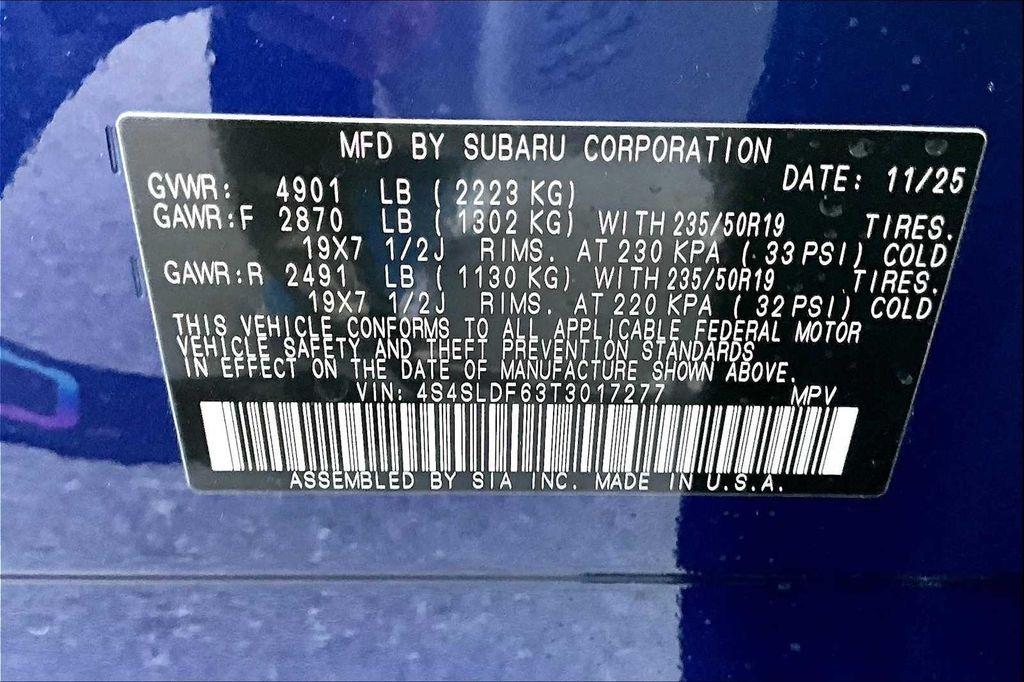 MFD BY SUBARU CORPORATION
DATE: 11/25
GVWR: 4901 LB ( 2223 KG)
GAWR:F 2870 LB ( 1302 KG) WITH 235/50R19 TIRES.
19X7 1/2J RIMS. AT 230 KPA ( 33 PSI) COLD
GAWR:R 2491 LB ( 1130 KG) WITH 235/50R19 TIRES.
19X7 1/2J RIMS. AT 220 KPA ( 32 PSI) COLD
THIS VEHICLE CONFORMS TO ALL APPLICABLE FEDERAL MOTOR
VEHICLE SAFETY AND THEFT PREVENTION STANDARDS
IN EFFECT ON THE DATE OF MANUFACTURE SHOWN ABOVE.
VIN: 4S4SLDF63T3017277 MPV
ASSEMBLED BY SIA INC. MADE IN U.S.A.